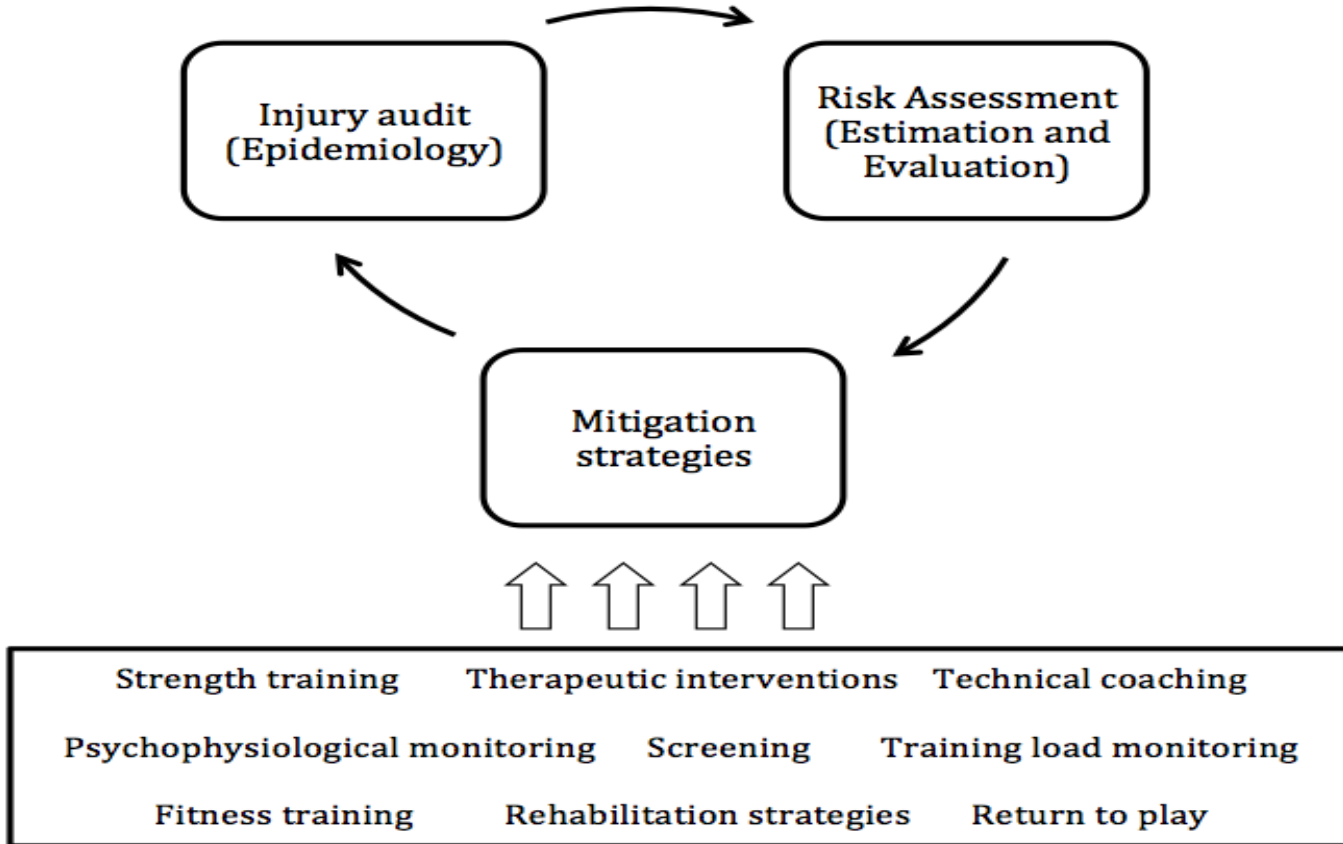 Injury audit
(Epidemiology)
Risk Assessment
(Estimation and
Evaluation)
Mitigation
strategies
Strength training Therapeutic interventions Technical coaching
Psychophysiological monitoring Screening Training load monitoring
Fitness training Rehabilitation strategies Return to play